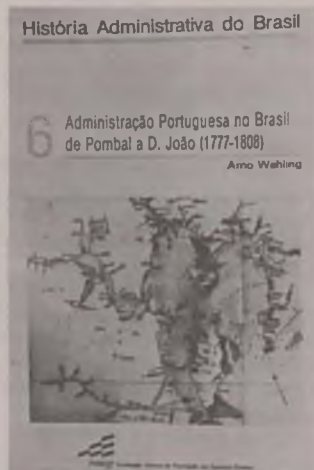 História Administrativa do Brasil
6
Administração Portuguesa no Brasil
de Pombal a D. João (1777-1808)
Arno Wehling